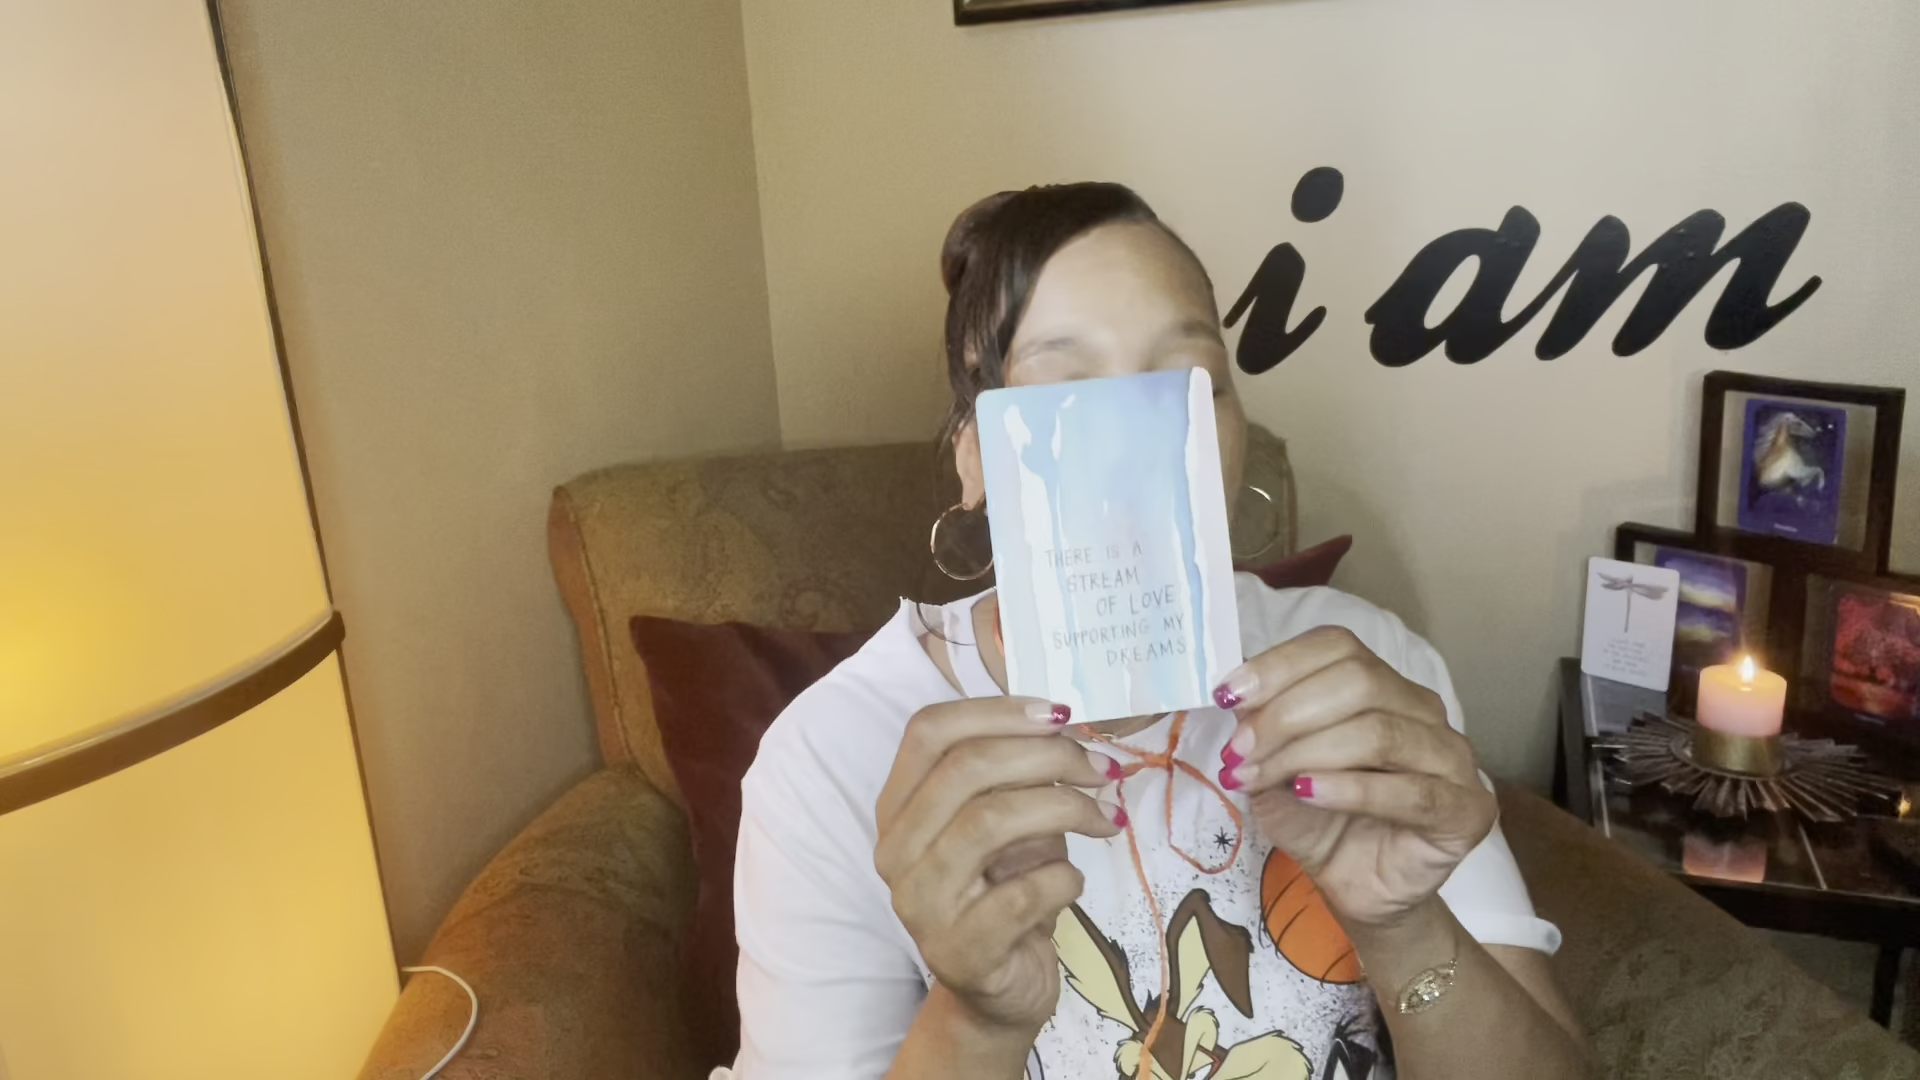 i am
THERE IS A
STREAM
OF LOVE
SUPPORTING MY
DREAMS